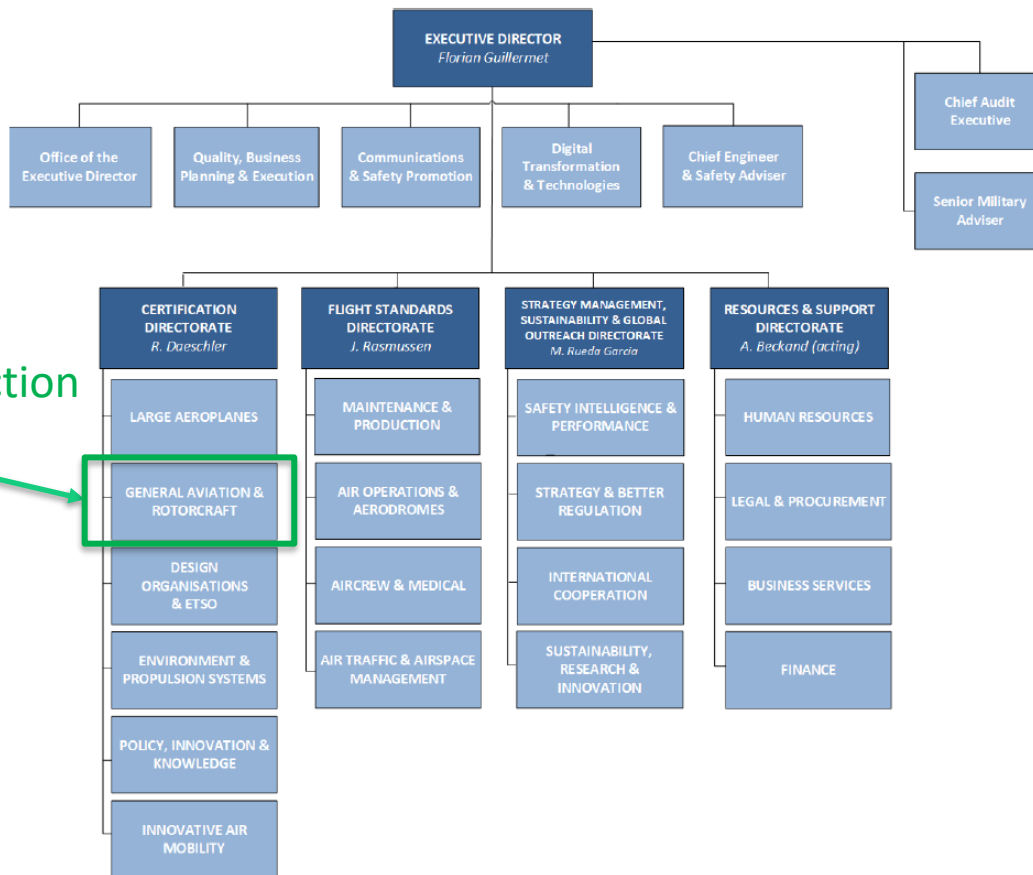 EXECUTIVE DIRECTOR
Florian Guillermet
Chief Audit
Executive
Senior Military
Adviser
Office of the
Executive Director
Quality, Business
Planning & Execution
Communications
& Safety Promotion
Digital
Transformation
& Technologies
Chief Engineer
& Safety Adviser
CERTIFICATION
DIRECTORATE
R. Daeschler
FLIGHT STANDARDS
DIRECTORATE
J. Rasmussen
STRATEGY MANAGEMENT,
SUSTAINABILITY & GLOBAL
OUTREACH DIRECTORATE
M. Rueda Garcia
RESOURCES & SUPPORT
DIRECTORATE
A. Beckand (acting)
ction
LARGE AEROPLANES
GENERAL AVIATION &
ROTORCRAFT
DESIGN
ORGANISATIONS
& ETSO
ENVIRONMENT &
PROPULSION SYSTEMS
POLICY, INNOVATION &
KNOWLEDGE
INNOVATIVE AIR
MOBILITY
MAINTENANCE &
PRODUCTION
AIR OPERATIONS &
AERODROMES
AIRCREW & MEDICAL
AIR TRAFFIC & AIRSPACE
MANAGEMENT
SAFETY INTELLIGENCE &
PERFORMANCE
STRATEGY & BETTER
REGULATION
INTERNATIONAL
COOPERATION
SUSTAINABILITY,
RESEARCH &
INNOVATION
HUMAN RESOURCES
LEGAL & PROCUREMENT
BUSINESS SERVICES
FINANCE